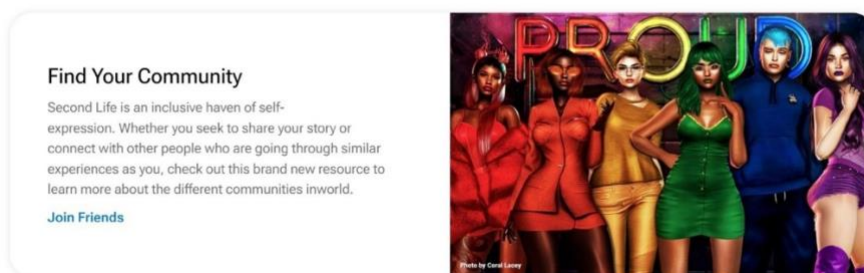 Find Your Community
Second Life is an inclusive haven of self-
expression. Whether you seek to share your story or
connect with other people who are going through similar
experiences as you, check out this brand new resource to
learn more about the different communities inworld.
Join Friends
PROUD
Photo by Coral Lacey